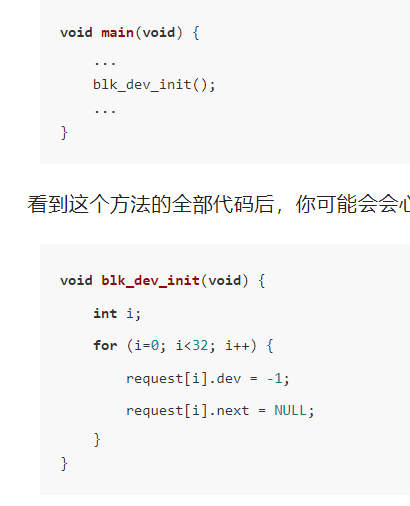 void main(void) {
    ...
    blk_dev_init();
    ...
}
看到这个方法的全部代码后，你可能会会心
void blk_dev_init(void) {
    int i;
    for (i=0; i<32; i++) {
        request[i].dev = -1;
        request[i].next = NULL;
    }
}